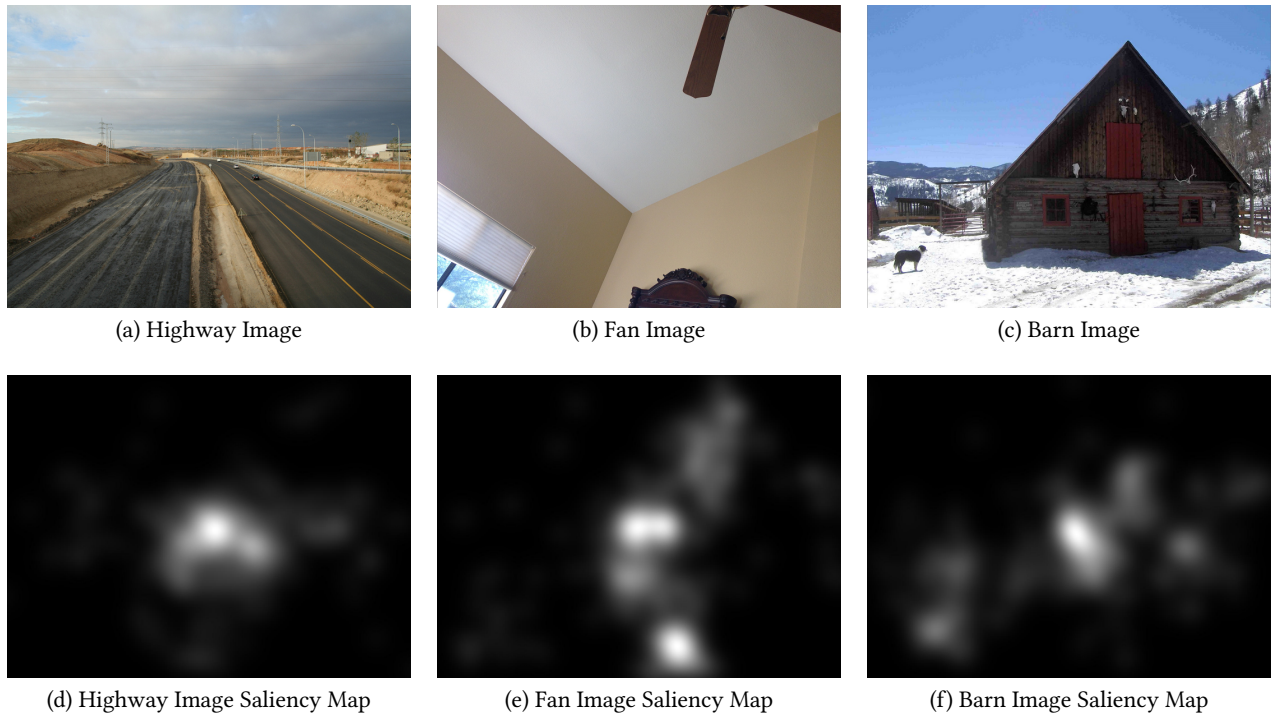 (a) Highway Image
(b) Fan Image
(c) Barn Image
(d) Highway Image Saliency Map
(e) Fan Image Saliency Map
(f) Barn Image Saliency Map